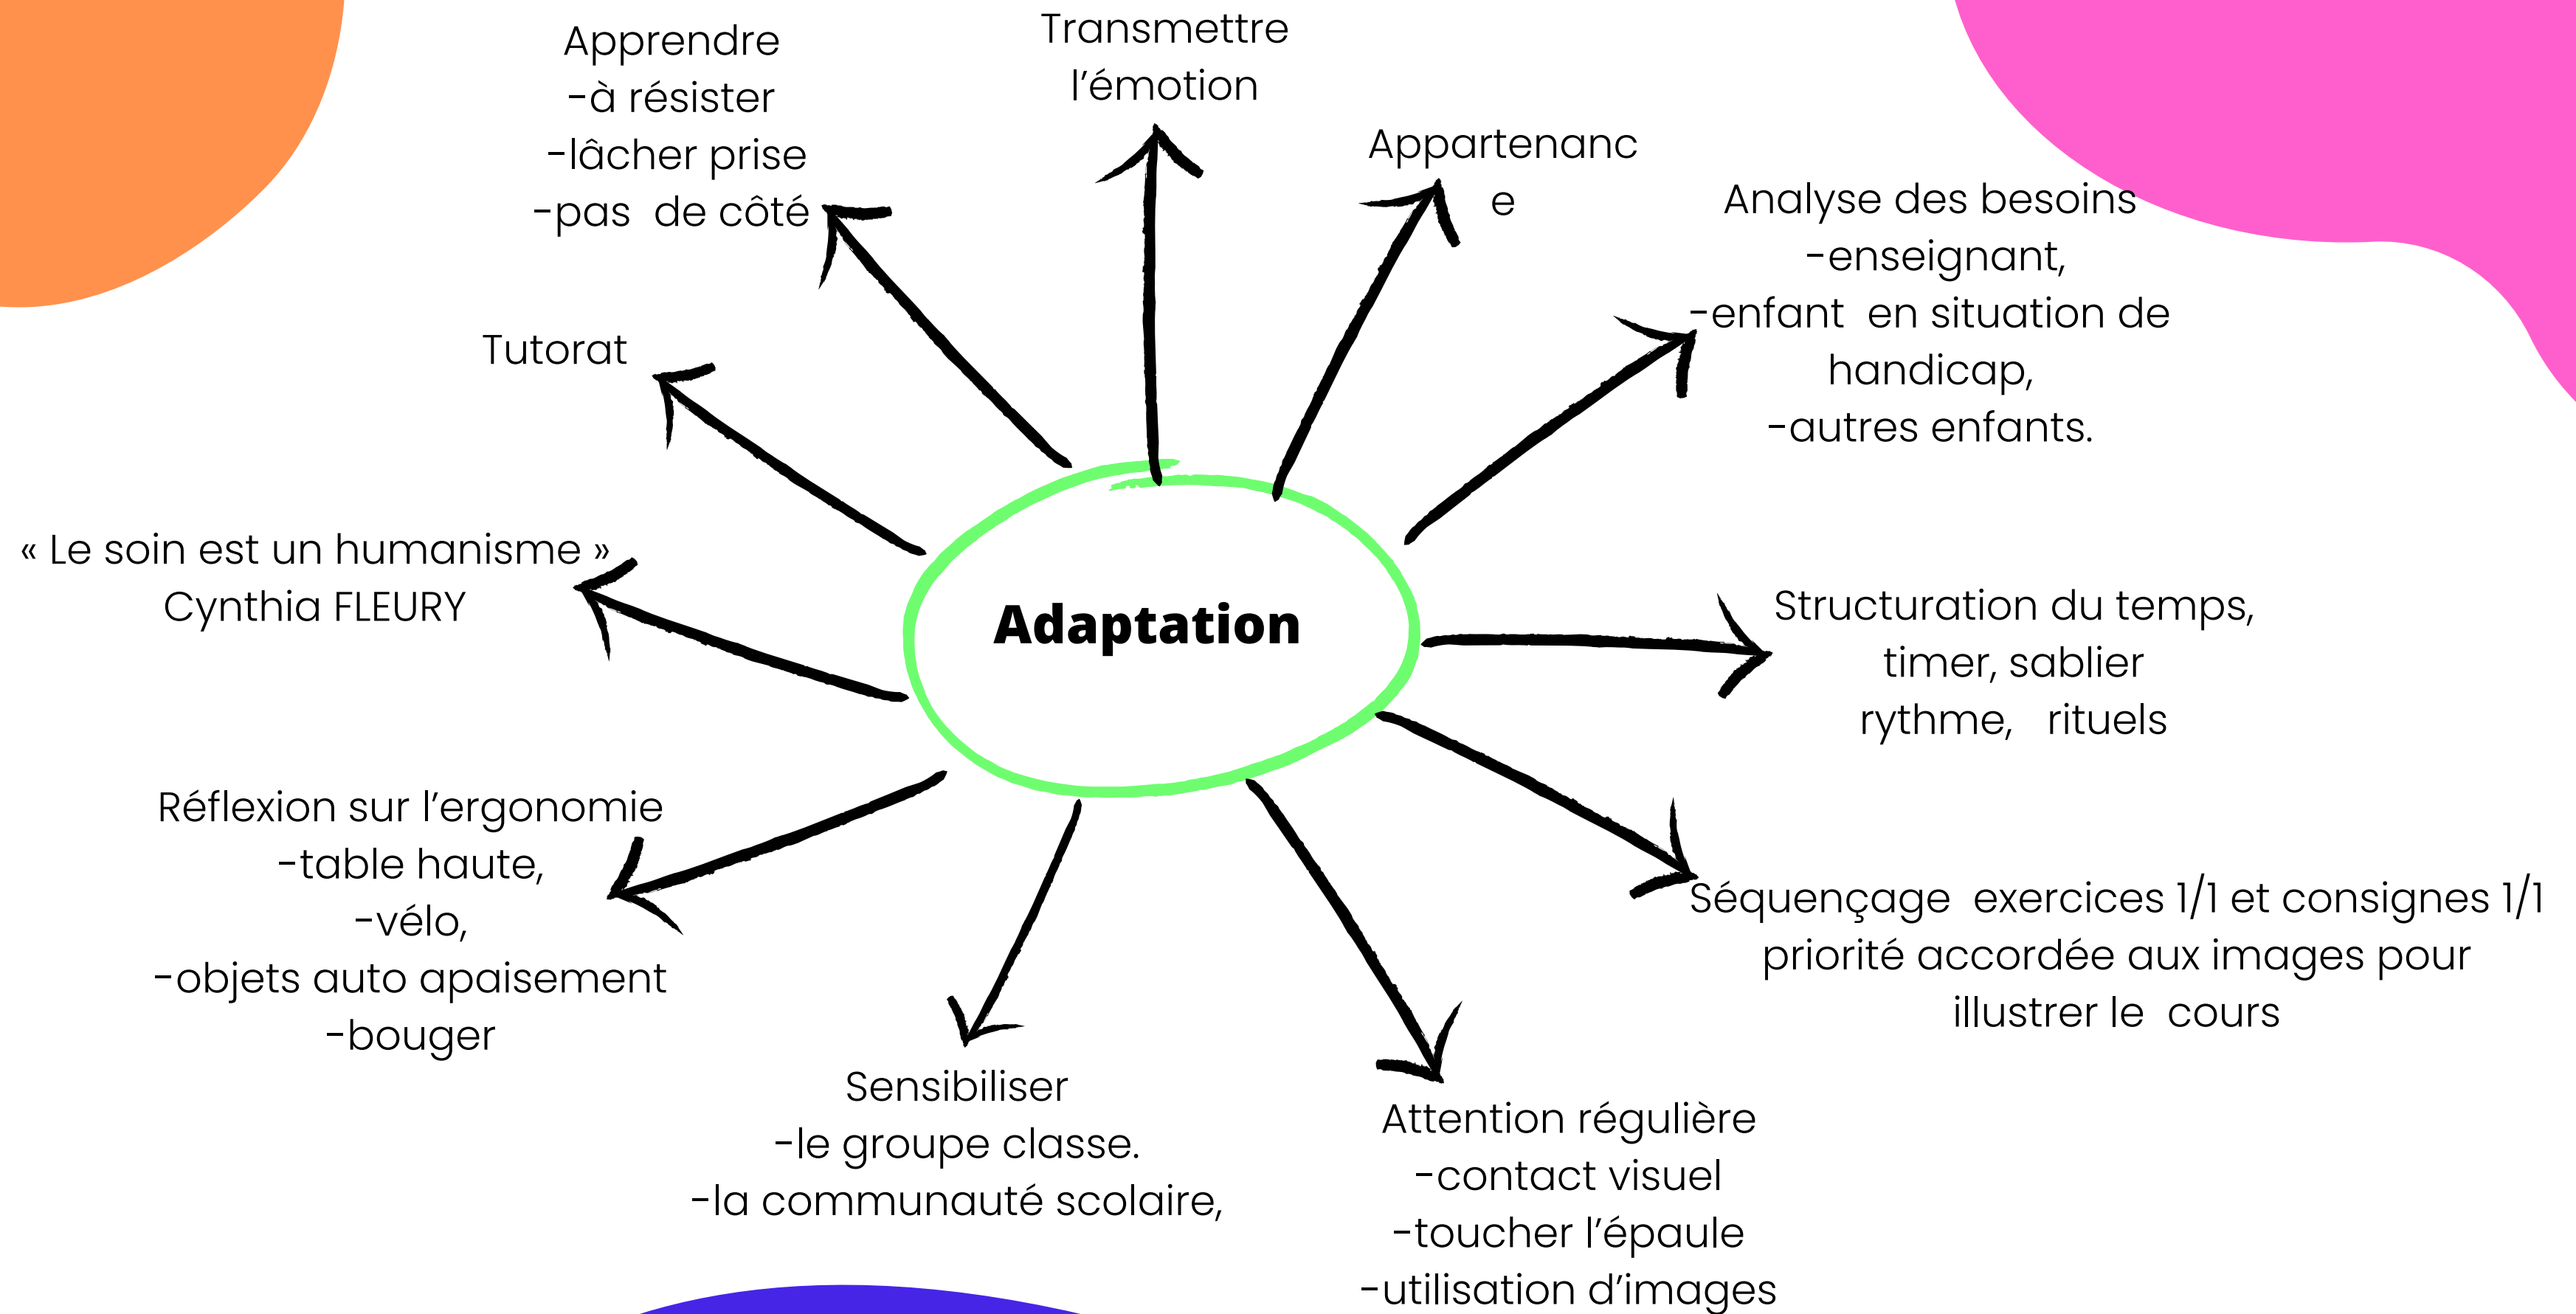 Apprendre
-à résister
-lâcher prise
-pas  de côté
Transmettre
l’émotion
Appartenanc
e
Analyse des besoins
-enseignant,
-enfant  en situation de
handicap,
-autres enfants.
Tutorat
« Le soin est un humanisme »
Cynthia FLEURY
Adaptation
Structuration du temps,
timer, sablier
rythme,   rituels
Réflexion sur l’ergonomie
-table haute,
-vélo,
-objets auto apaisement
-bouger
Séquençage  exercices 1/1 et consignes 1/1
priorité accordée aux images pour
illustrer le  cours
Sensibiliser
-le groupe classe.
-la communauté scolaire,
Attention régulière
-contact visuel
-toucher l’épaule
-utilisation d’images